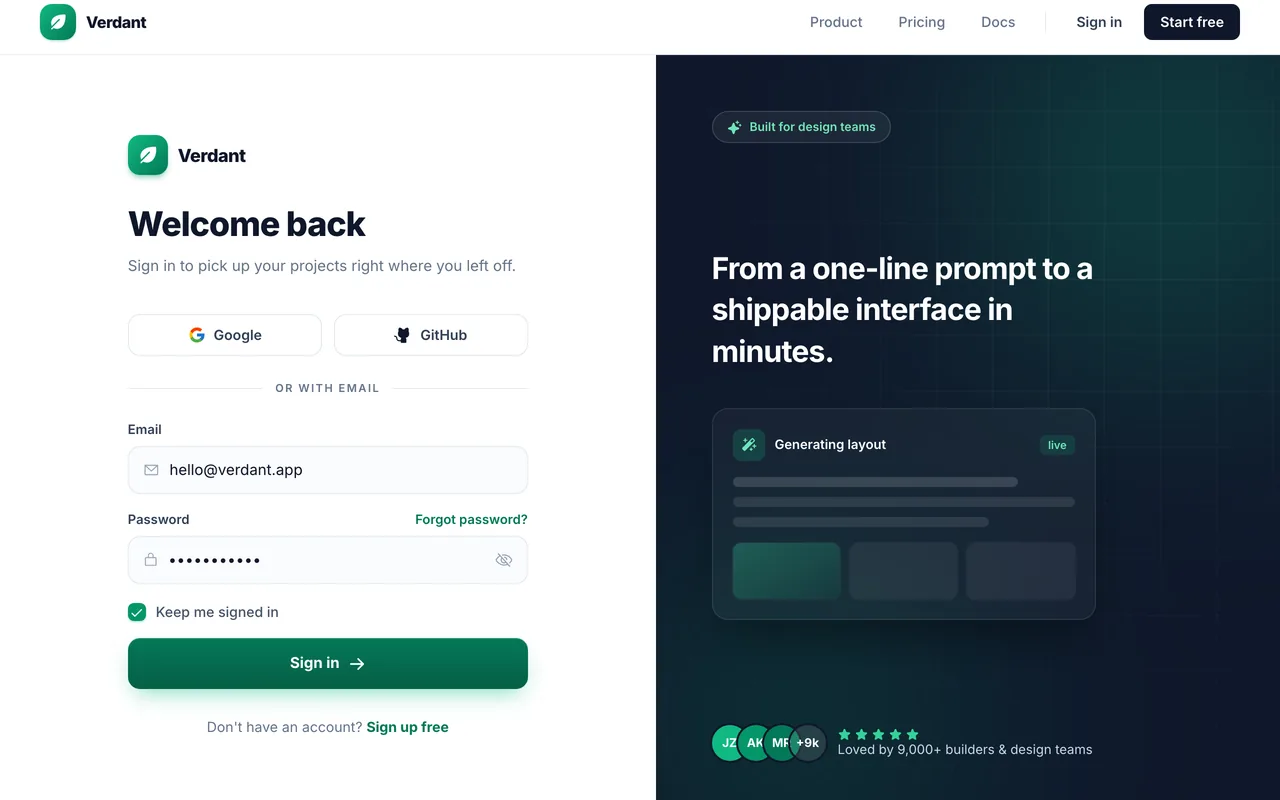 Verdant
Product
Pricing
Docs
Sign in
Start free
Verdant
Welcome back
Sign in to pick up your projects right where you left off.
Google
GitHub
OR WITH EMAIL
Email
hello@verdant.app
Password
Forgot password?
•••••••••••
Keep me signed in
Sign in →
Don't have an account? Sign up free
Built for design teams
From a one-line prompt to a
shippable interface in
minutes.
Generating layout
live
JZ
AK
MR
+9k
Loved by 9,000+ builders & design teams